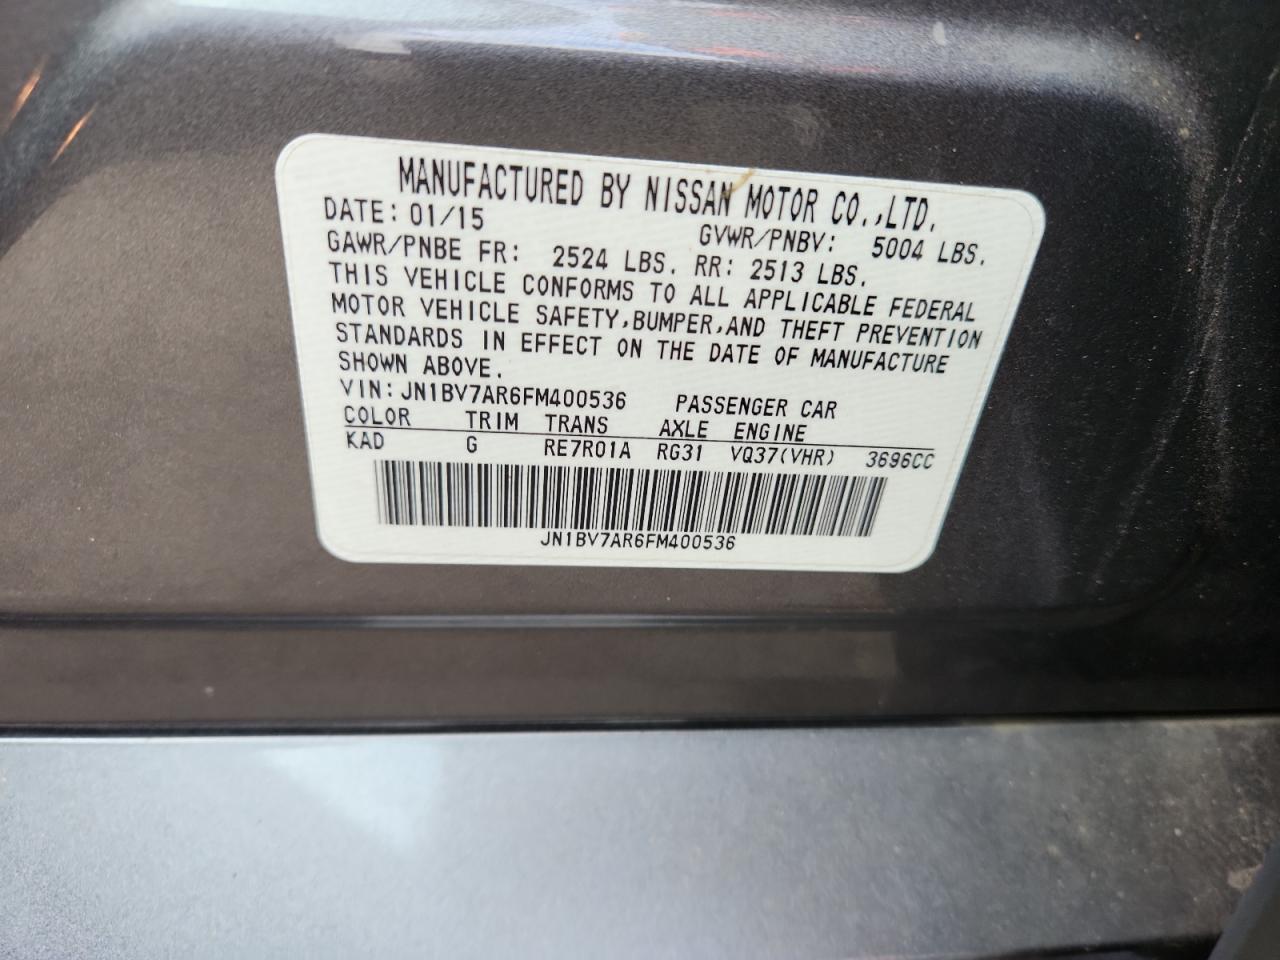 MANUFACTURED BY NISSAN MOTOR CO.,LTD.
DATE: 01/15 GVWR/PNBV: 5004 LBS.
GAWR/PNBE FR: 2524 LBS. RR: 2513 LBS.
THIS VEHICLE CONFORMS TO ALL APPLICABLE FEDERAL
MOTOR VEHICLE SAFETY,BUMPER,AND THEFT PREVENTION
STANDARDS IN EFFECT ON THE DATE OF MANUFACTURE
SHOWN ABOVE.
VIN: JN1BV7AR6FM400536 PASSENGER CAR
COLOR TRIM TRANS AXLE ENGINE
KAD G RE7R01A RG31 VQ37(VHR) 3696CC
JN1BV7AR6FM400536